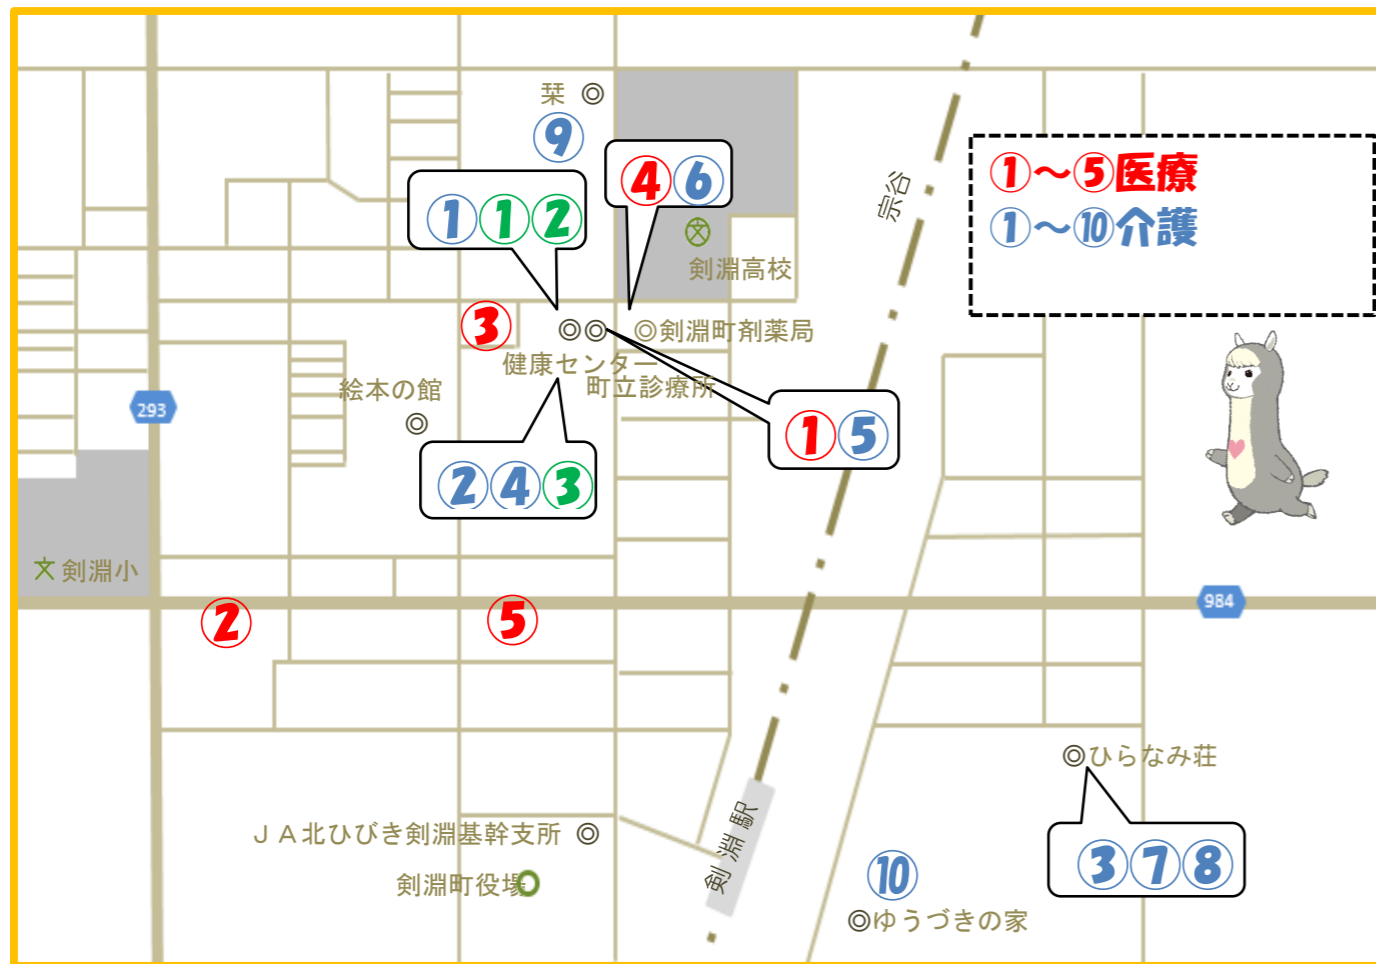 栞 ◎
⑨
④⑥
①①②
宗谷
①～⑤医療
①～⑩介護
文
剣淵高校
③
◎◎
◎剣淵町剤薬局
健康センター
町立診療所
絵本の館
◎
293
①⑤
②④③
文剣淵小
②
⑤
984
◎ひらなみ荘
ＪＡ北ひびき剣淵基幹支所 ◎
剣淵駅
③⑦⑧
剣淵町役場
⑩
◎ゆうづきの家